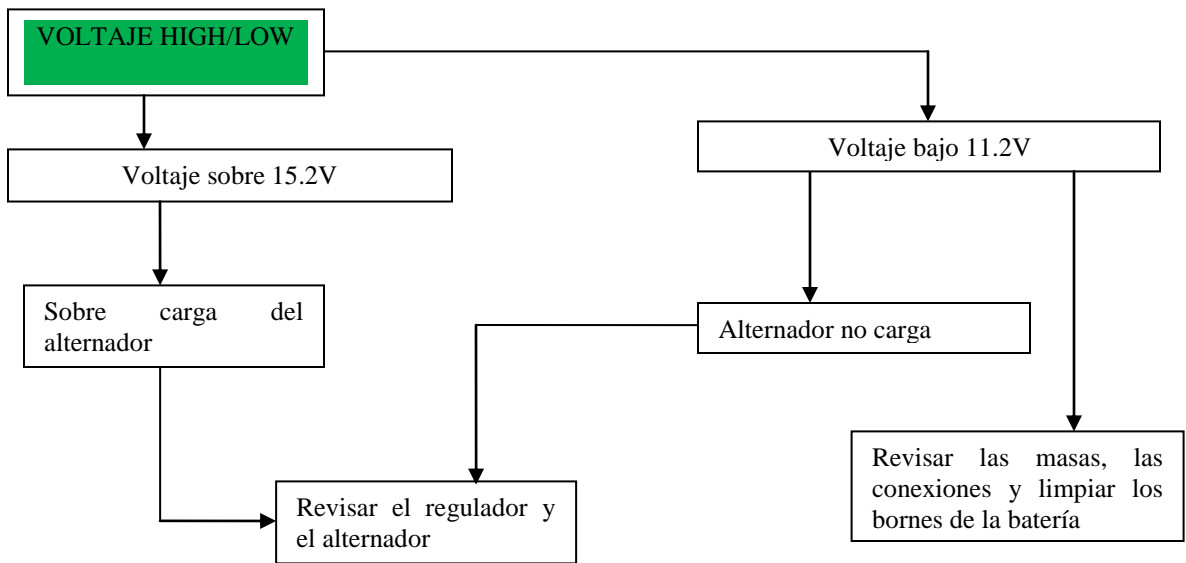 VOLTAJE HIGH/LOW
Voltaje sobre 15.2V
Voltaje bajo 11.2V
Sobre carga del
alternador
Alternador no carga
Revisar el regulador y
el alternador
Revisar las masas, las
conexiones y limpiar los
bornes de la batería